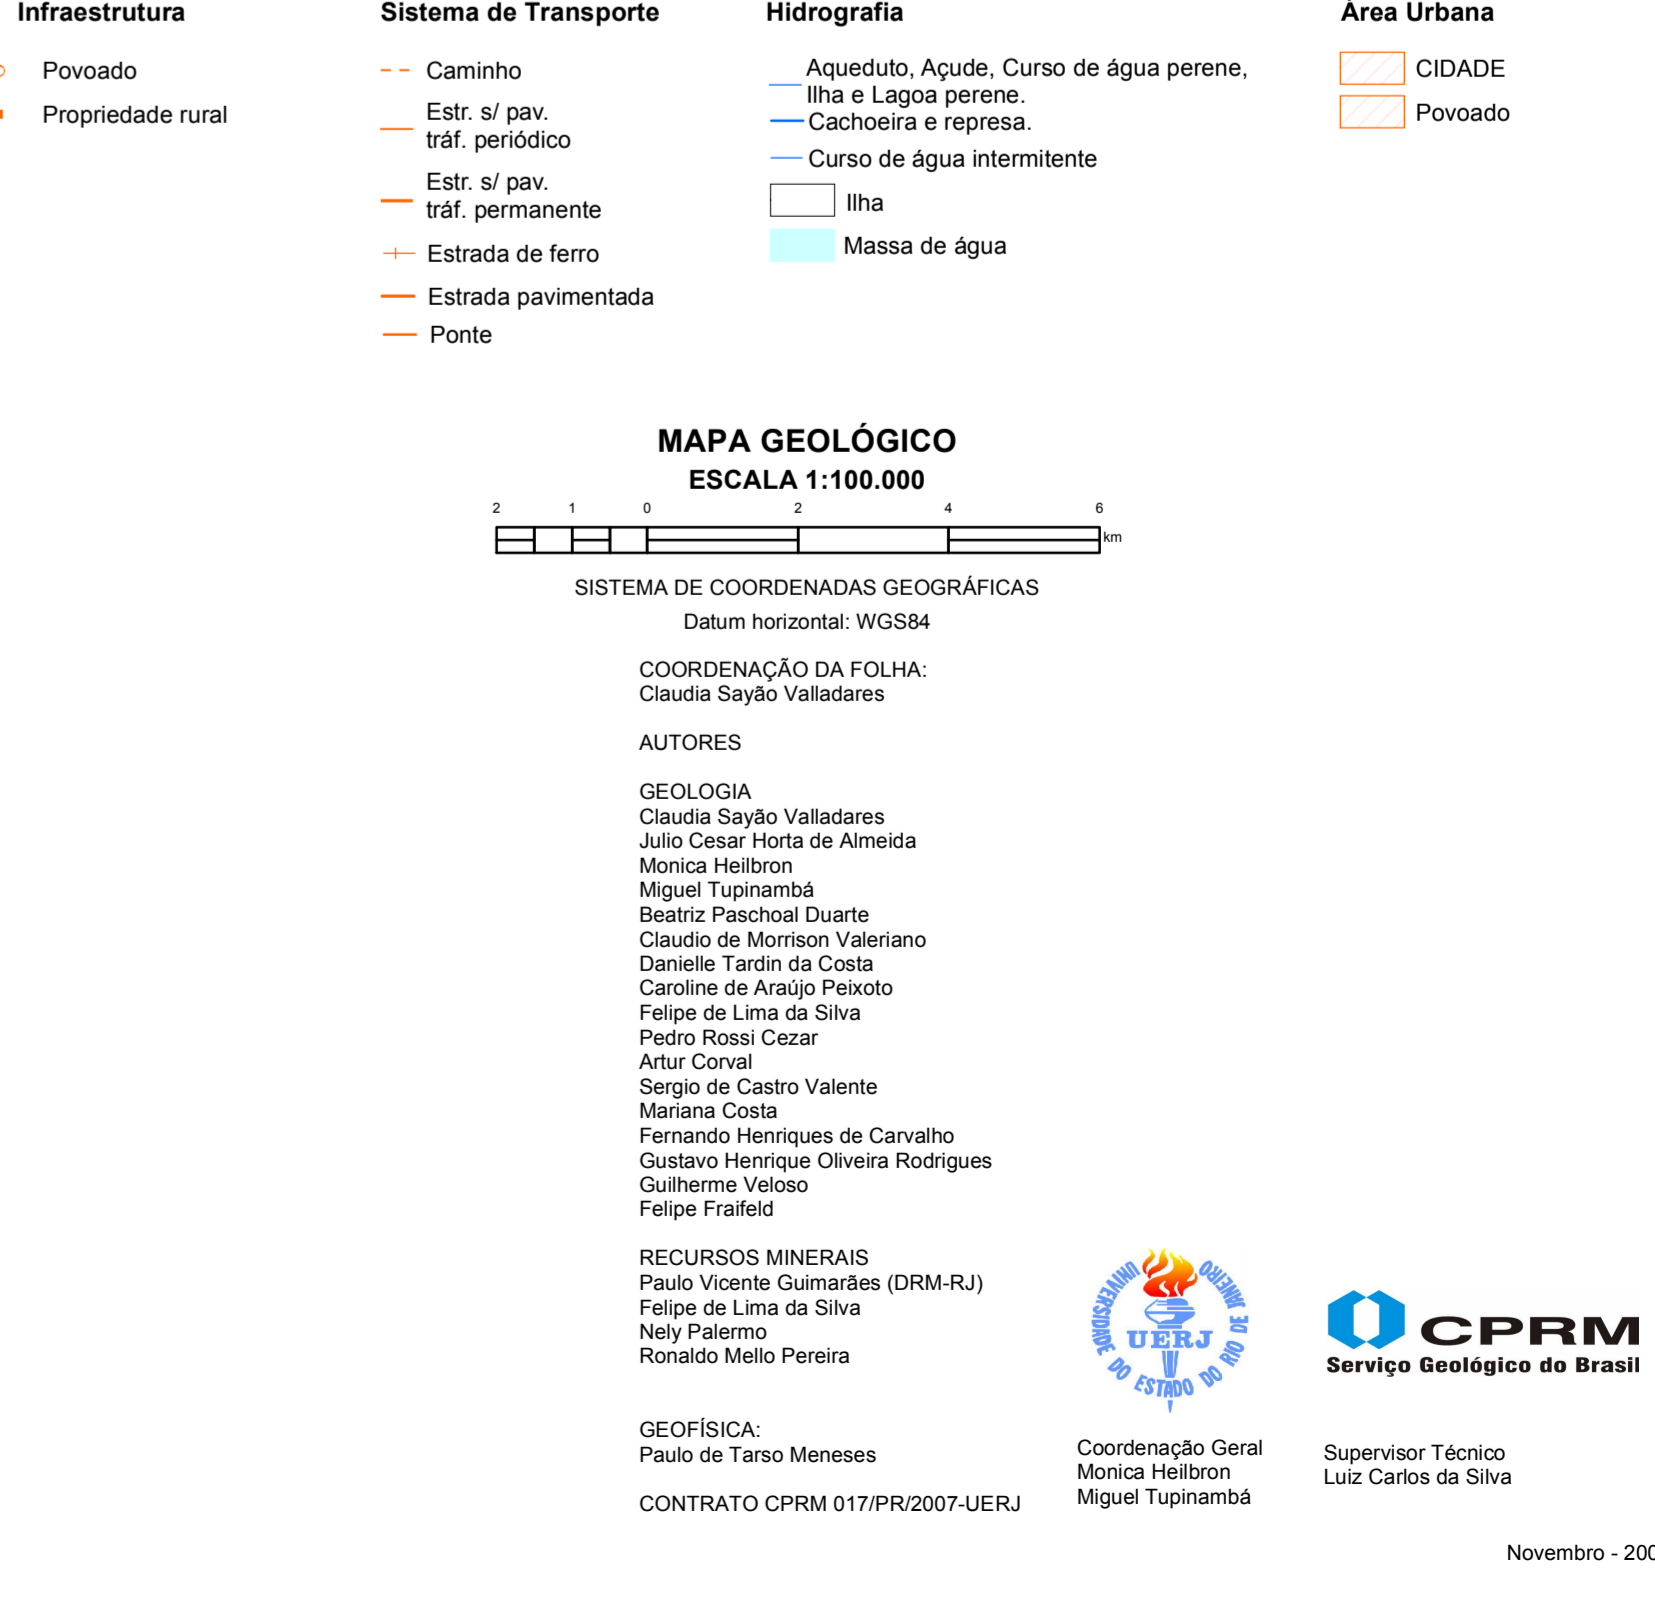 Infraestrutura
Povoado
Propriedade rural
Sistema de Transporte
Caminho
Estr. s/ pav.
tráf. periódico
Estr. s/ pav.
tráf. permanente
Estrada de ferro
Estrada pavimentada
Ponte
Hidrografia
Aqueduto, Açude, Curso de água perene,
Ilha e Lagoa perene.
Cachoeira e represa.
Curso de água intermitente
Ilha
Massa de água
Área Urbana
CIDADE
Povoado
MAPA GEOLÓGICO
ESCALA 1:100.000
2 1 0 2 4 6
km
SISTEMA DE COORDENADAS GEOGRÁFICAS
Datum horizontal: WGS84
COORDENAÇÃO DA FOLHA:
Claudia Sayão Valladares
AUTORES
GEOLOGIA
Claudia Sayão Valladares
Julio Cesar Horta de Almeida
Monica Heilbron
Miguel Tupinambá
Beatriz Paschoal Duarte
Claudio de Morrison Valeriano
Danielle Tardin da Costa
Caroline de Araújo Peixoto
Felipe de Lima da Silva
Pedro Rossi Cezar
Artur Corval
Sergio de Castro Valente
Mariana Costa
Fernando Henriques de Carvalho
Gustavo Henrique Oliveira Rodrigues
Guilherme Veloso
Felipe Fraifeld
RECURSOS MINERAIS
Paulo Vicente Guimarães (DRM-RJ)
Felipe de Lima da Silva
Nely Palermo
Ronaldo Mello Pereira
GEOFÍSICA:
Paulo de Tarso Meneses
CONTRATO CPRM 017/PR/2007-UERJ
UNIVERSIDADE DO ESTADO DO RIO DE JANEIRO
UERJ
Coordenação Geral
Monica Heilbron
Miguel Tupinambá
CPRM
Serviço Geológico do Brasil
Supervisor Técnico
Luiz Carlos da Silva
Novembro - 200